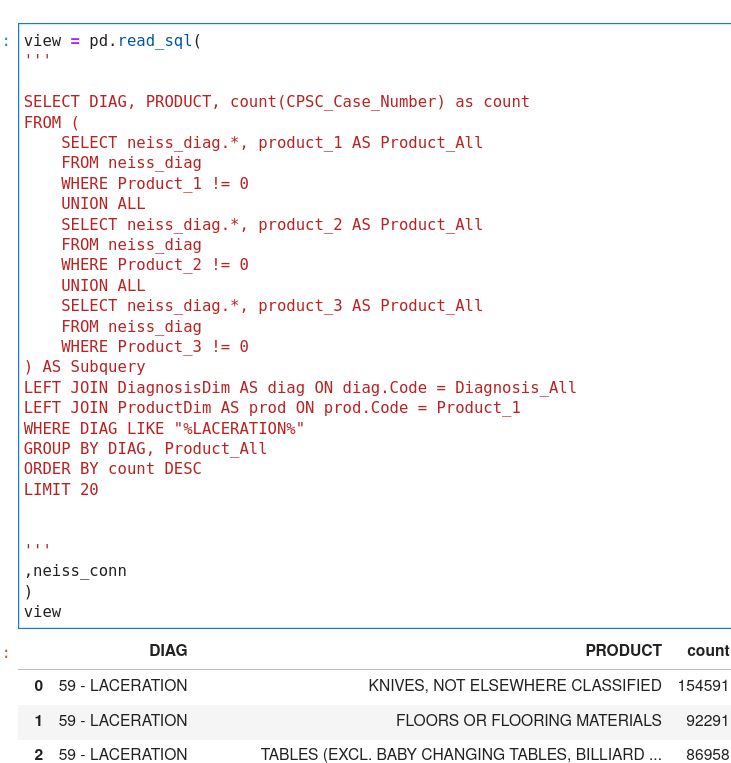 : view = pd.read_sql(
'''
SELECT DIAG, PRODUCT, count(CPSC_Case_Number) as count
FROM (
    SELECT neiss_diag.*, product_1 AS Product_All
    FROM neiss_diag
    WHERE Product_1 != 0
    UNION ALL
    SELECT neiss_diag.*, product_2 AS Product_All
    FROM neiss_diag
    WHERE Product_2 != 0
    UNION ALL
    SELECT neiss_diag.*, product_3 AS Product_All
    FROM neiss_diag
    WHERE Product_3 != 0
) AS Subquery
LEFT JOIN DiagnosisDim AS diag ON diag.Code = Diagnosis_All
LEFT JOIN ProductDim AS prod ON prod.Code = Product_1
WHERE DIAG LIKE "%LACERATION%"
GROUP BY DIAG, Product_All
ORDER BY count DESC
LIMIT 20
'''
,neiss_conn
)
view
: DIAG PRODUCT count
0 59 - LACERATION KNIVES, NOT ELSEWHERE CLASSIFIED 154591
1 59 - LACERATION FLOORS OR FLOORING MATERIALS 92291
2 59 - LACERATION TABLES (EXCL. BABY CHANGING TABLES, BILLIARD ... 86958